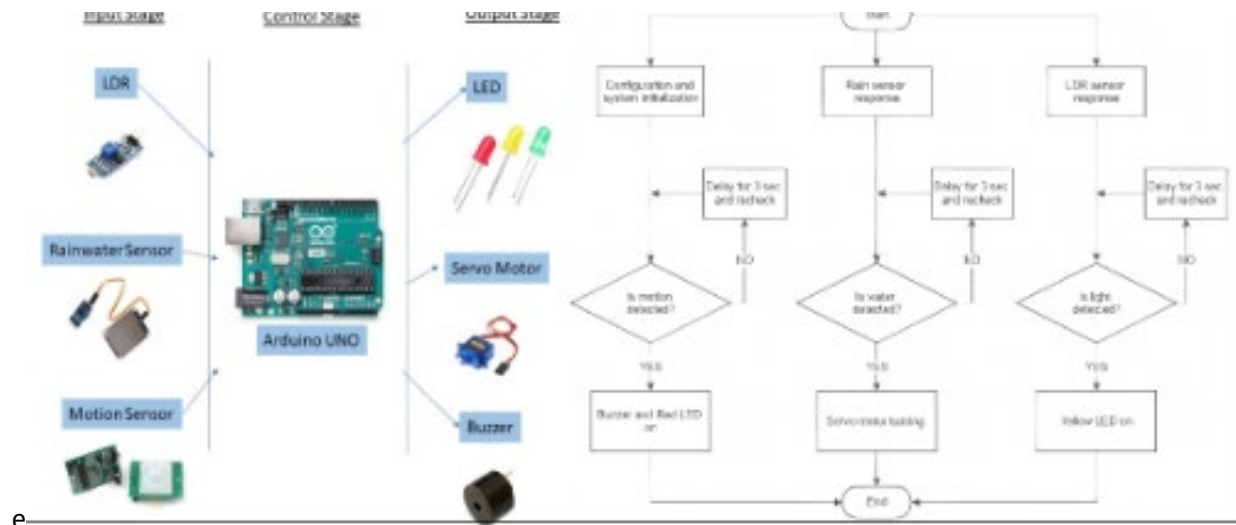 Input Stage
Control Stage
Output Stage
LDR
LED
Rainwater Sensor
Servo Motor
Arduino UNO
Motion Sensor
Buzzer
Start
Configuration and
system initialization
Rain sensor
response
LDR sensor
response
Delay for 3 sec
and recheck
Delay for 3 sec
and recheck
Delay for 3 sec
and recheck
NO
NO
NO
Is motion
detected?
Is water
detected?
Is light
detected?
Yes
Yes
Yes
Buzzer and Red LED
on
Servo motor
Yellow LED on
End
e